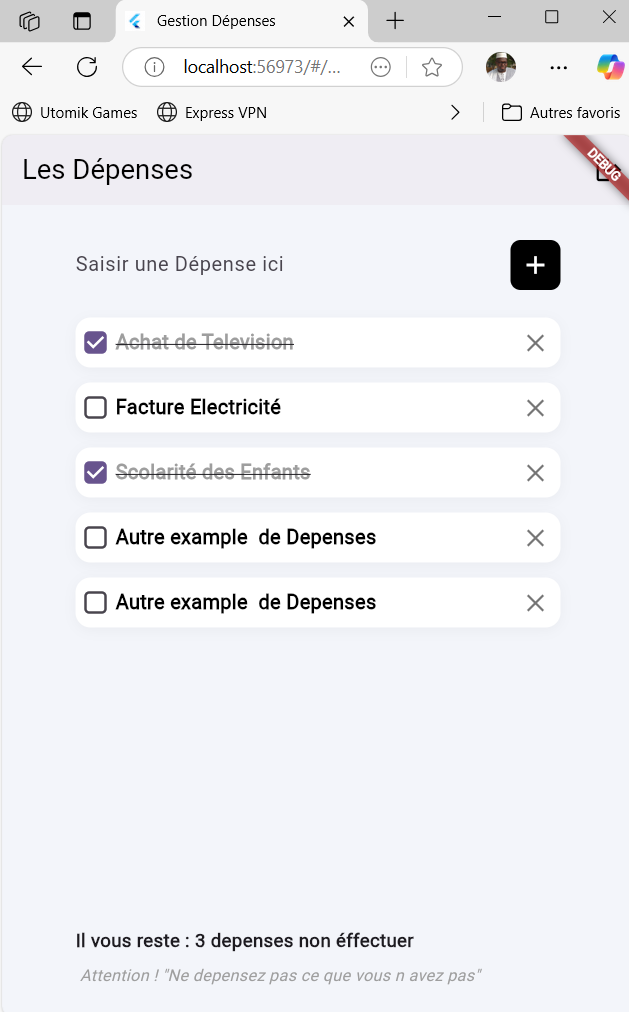 Gestion Dépenses
localhost:56973/#/...
Utomik Games
Express VPN
Autres favoris
Les Dépenses
DEBUG
Saisir une Dépense ici
Achat de Television
Facture Electricité
Scolarité des Enfants
Autre example  de Depenses
Autre example  de Depenses
Il vous reste : 3 depenses non éffectuer
Attention ! "Ne depensez pas ce que vous n avez pas"